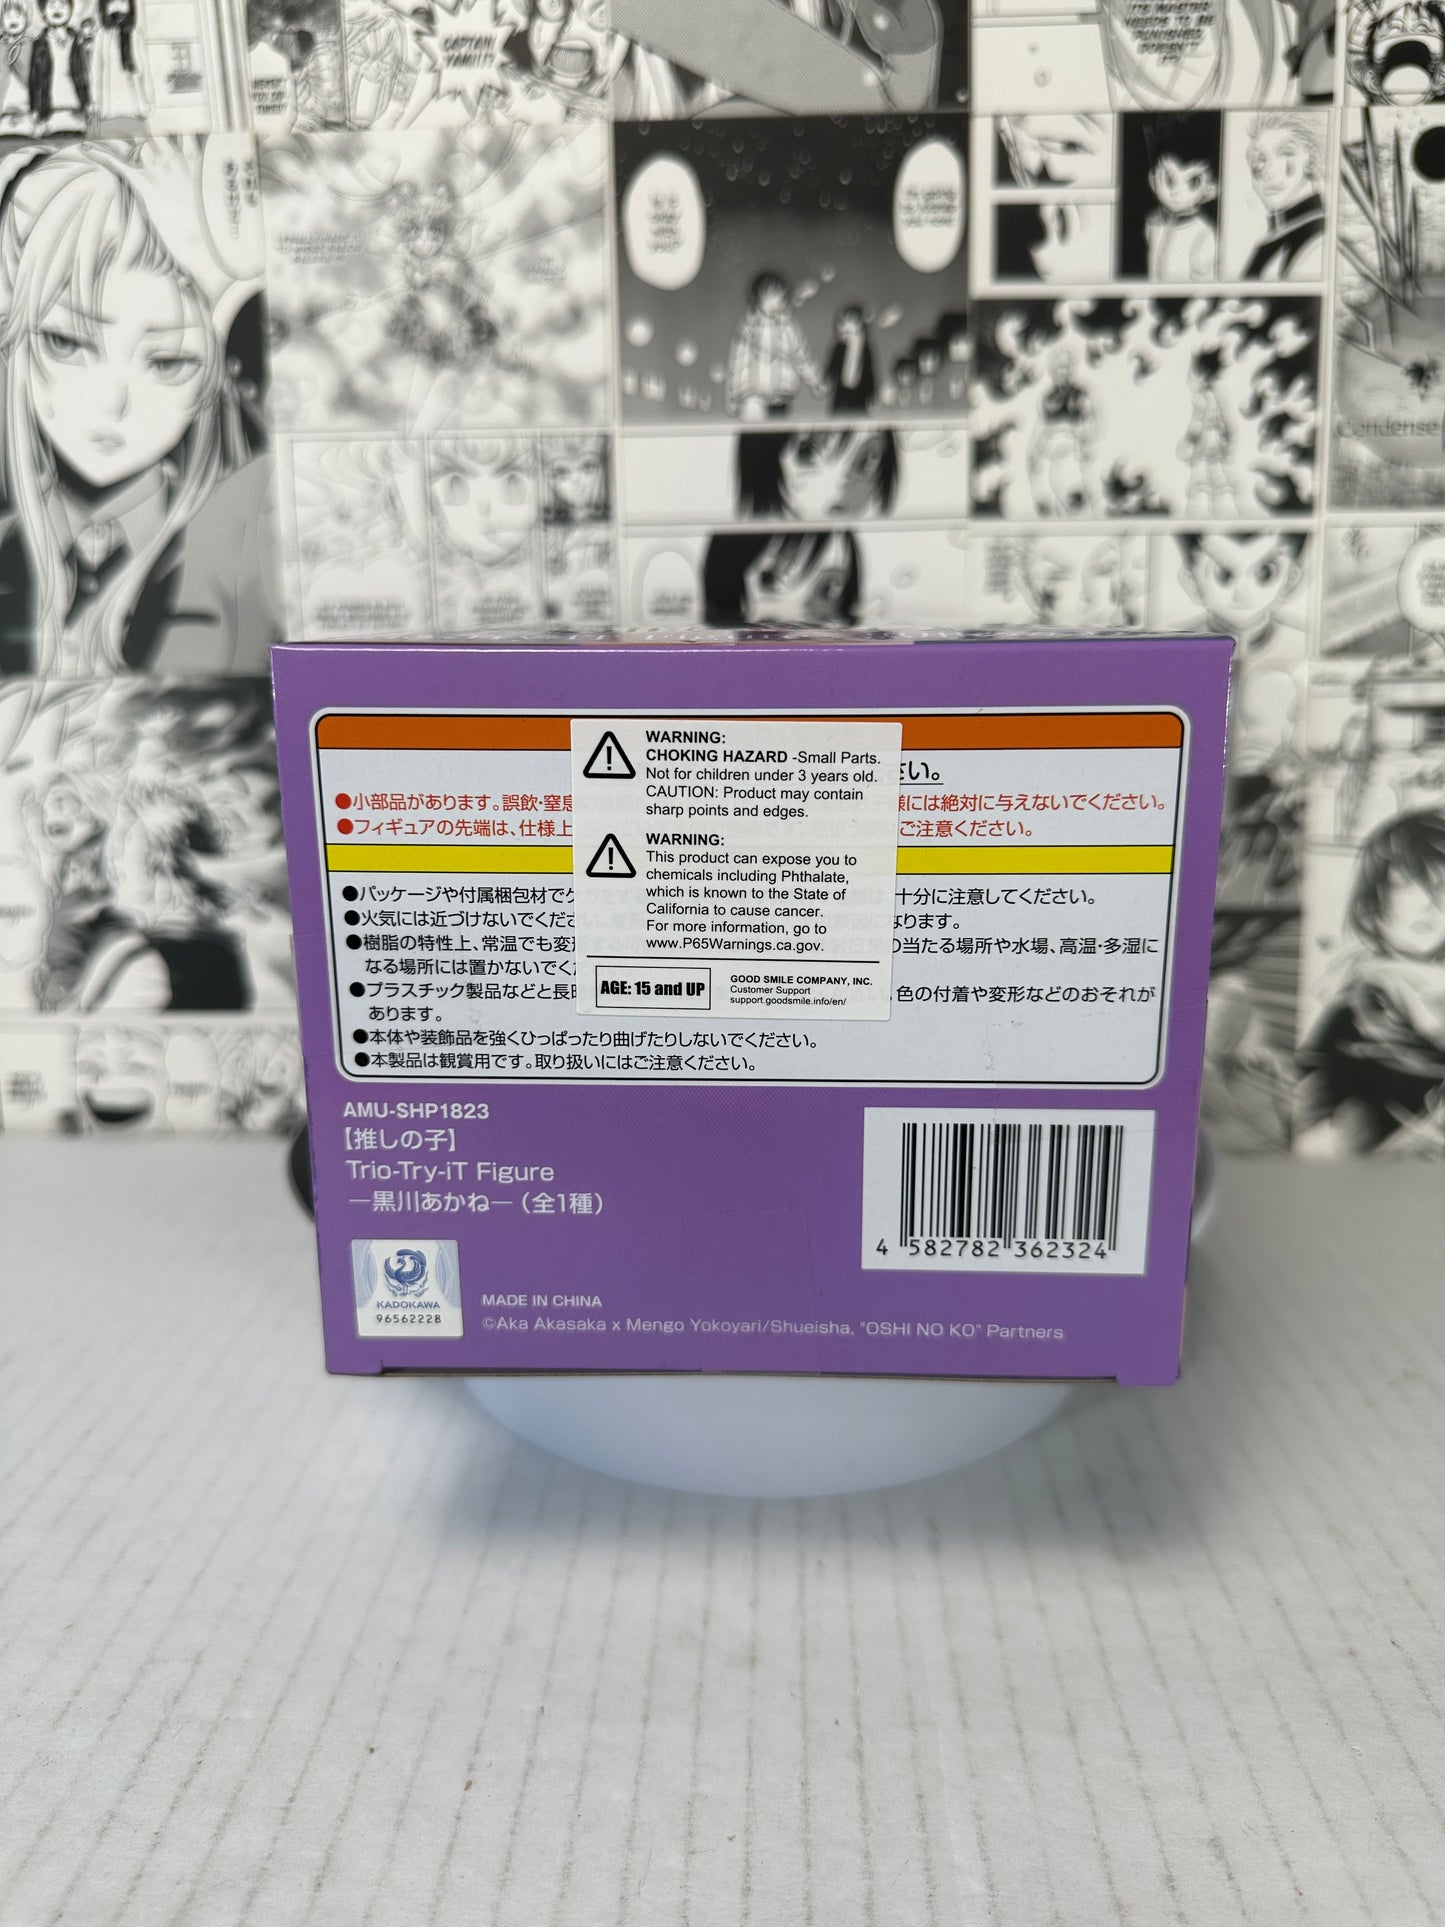 CAPTAIN
YAMI!!?
Condense
WARNING:
CHOKING HAZARD -Small Parts.
Not for children under 3 years old.
CAUTION: Product may contain
sharp points and edges.
WARNING:
This product can expose you to
chemicals including Phthalate,
which is known to the State of
California to cause cancer.
For more information, go to
www.P65Warnings.ca.gov.
AGE: 15 and UP
GOOD SMILE COMPANY, INC.
Customer Support
support.goodsmile.info/en/
さい。
●小部品があります。誤飲・窒息 様には絶対に与えないでください。
●フィギュアの先端は、仕様上 ご注意ください。
●パッケージや付属梱包材でケ 十分に注意してください。
●火気には近づけないでくださ なります。
●樹脂の特性上、常温でも変形 の当たる場所や水場、高温・多湿に
なる場所には置かないでくだ
●プラスチック製品などと長時 色の付着や変形などのおそれが
あります。
●本体や装飾品を強くひっぱったり曲げたりしないでください。
●本製品は観賞用です。取り扱いにはご注意ください。
AMU-SHP1823
【推しの子】
Trio-Try-iT Figure
―黒川あかね―（全1種）
4 582782 362324
KADOKAWA
96562228
MADE IN CHINA
©Aka Akasaka x Mengo Yokoyari/Shueisha, "OSHI NO KO" Partners